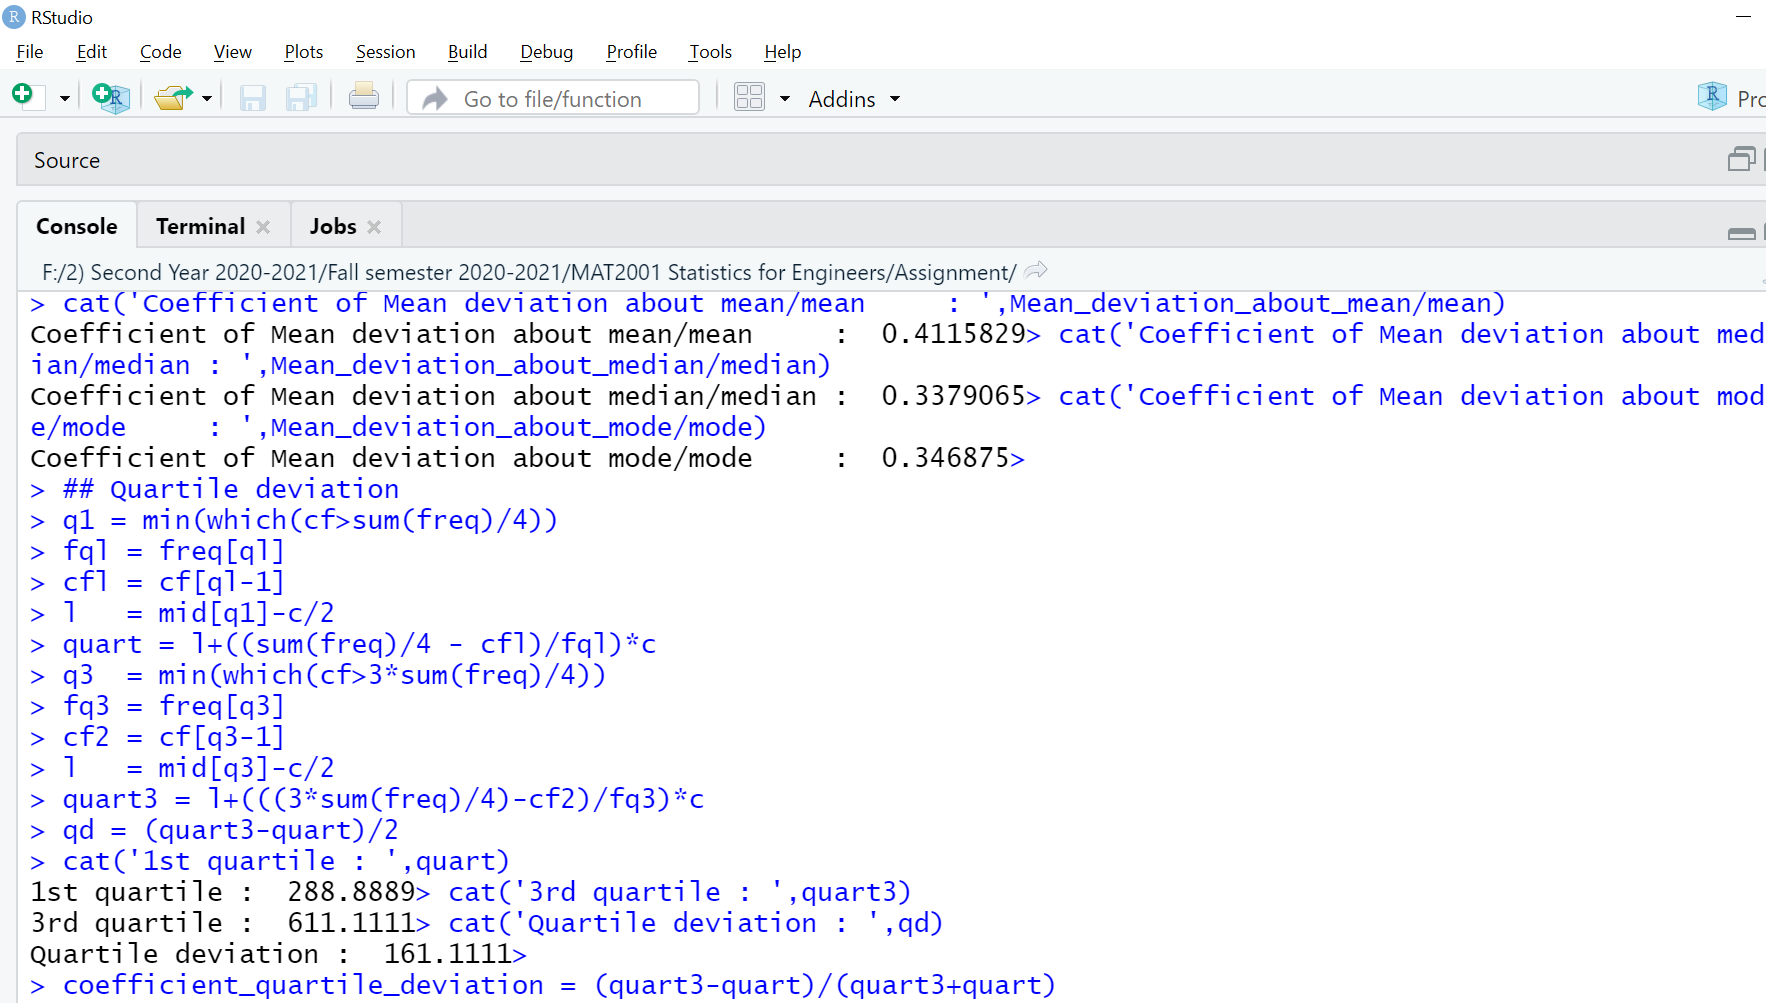 RStudio
File Edit Code View Plots Session Build Debug Profile Tools Help
Go to file/function Addins
Source
Console Terminal Jobs
F:/2) Second Year 2020-2021/Fall semester 2020-2021/MAT2001 Statistics for Engineers/Assignment/
> cat('Coefficient of Mean deviation about mean/mean     : ',Mean_deviation_about_mean/mean)
Coefficient of Mean deviation about mean/mean     :  0.4115829> cat('Coefficient of Mean deviation about med
ian/median : ',Mean_deviation_about_median/median)
Coefficient of Mean deviation about median/median :  0.3379065> cat('Coefficient of Mean deviation about mod
e/mode     : ',Mean_deviation_about_mode/mode)
Coefficient of Mean deviation about mode/mode     :  0.346875>
> ## Quartile deviation
> q1 = min(which(cf>sum(freq)/4))
> fq1 = freq[q1]
> cf1 = cf[q1-1]
> l   = mid[q1]-c/2
> quart = l+((sum(freq)/4 - cf1)/fq1)*c
> q3  = min(which(cf>3*sum(freq)/4))
> fq3 = freq[q3]
> cf2 = cf[q3-1]
> l   = mid[q3]-c/2
> quart3 = l+(((3*sum(freq)/4)-cf2)/fq3)*c
> qd = (quart3-quart)/2
> cat('1st quartile : ',quart)
1st quartile :  288.8889> cat('3rd quartile : ',quart3)
3rd quartile :  611.1111> cat('Quartile deviation : ',qd)
Quartile deviation :  161.1111>
> coefficient_quartile_deviation = (quart3-quart)/(quart3+quart)